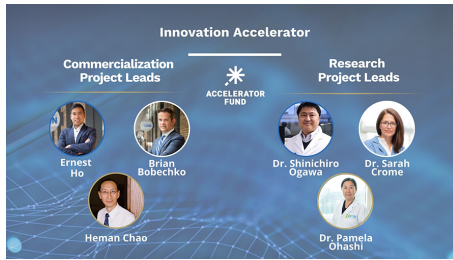 Innovation Accelerator
Commercialization
Project Leads
ACCELERATOR
FUND
Research
Project Leads
Ernest
Ho
Brian
Bobechko
Heman Chao
Dr. Shinichiro
Ogawa
Dr. Sarah
Crome
Dr. Pamela
Ohashi